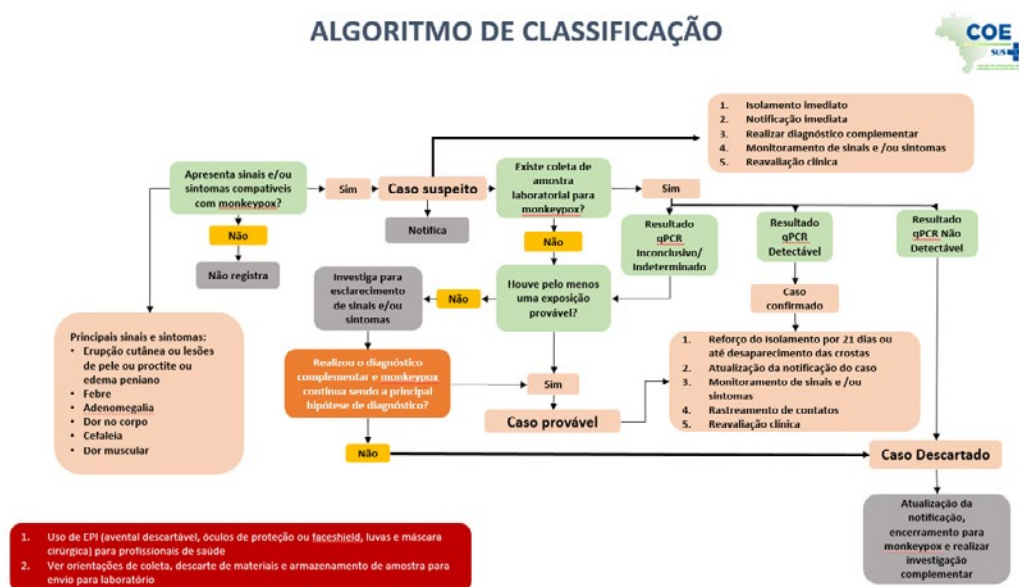 ALGORITMO DE CLASSIFICAÇÃO
COE
SUS
1. Isolamento imediato
2. Notificação imediata
3. Realizar diagnóstico complementar
4. Monitoramento de sinais e /ou sintomas
5. Reavaliação clínica
Apresenta sinais e/ou
sintomas compatíveis
com monkeypox?
Sim
Caso suspeito
Existe coleta de
amostra
laboratorial para
monkeypox?
Sim
Não
Não registra
Notifica
Não
Resultado
qPCR
Inconclusivo/
Indeterminado
Resultado
qPCR
Detectável
Resultado
qPCR Não
Detectável
Investiga para
esclarecimento de
sinais e/ou
sintomas
Não
Houve pelo menos
uma exposição
provável?
Caso
confirmado
Principais sinais e sintomas:
• Erupção cutânea ou lesões
de pele ou proctite ou
edema peniano
• Febre
• Adenomegalia
• Dor no corpo
• Cefaleia
• Dor muscular
Realizou o diagnóstico
complementar e monkeypox
continua sendo a principal
hipótese de diagnóstico?
Sim
Caso provável
1. Reforço do Isolamento por 21 dias ou
até desaparecimento das crostas
2. Atualização da notificação do caso
3. Monitoramento de sinais e /ou
sintomas
4. Rastreamento de contatos
5. Reavaliação clínica
Não
Caso Descartado
Atualização da
notificação,
encerramento para
monkeypox e realizar
investigação
complementar
1. Uso de EPI (avental descartável, óculos de proteção ou faceshield, luvas e máscara
cirúrgica) para profissionais de saúde
2. Ver orientações de coleta, descarte de materiais e armazenamento de amostra para
envio para laboratório